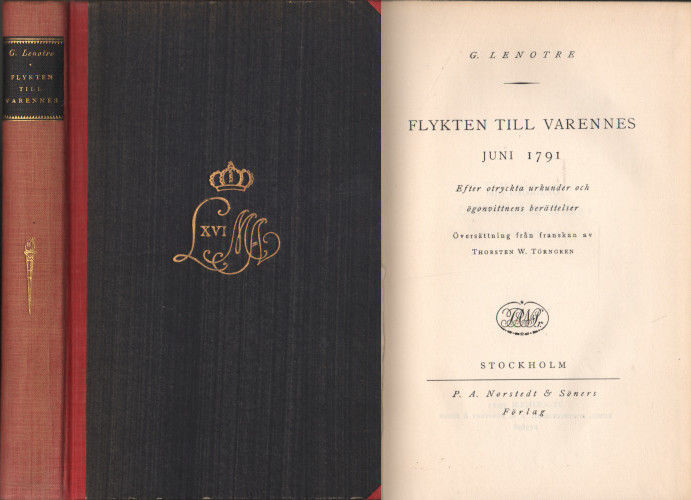 G. Lenotre
FLYKTEN
TILL
VARENNES
L XVI MA
G. LENOTRE
FLYKTEN TILL VARENNES
JUNI 1791
Efter otryckta urkunder och
ögonvittnens berättelser
Översättning från franskan av
THORSTEN W. TÖRNGREN
STOCKHOLM
P. A. Norstedt & Söners
Förlag